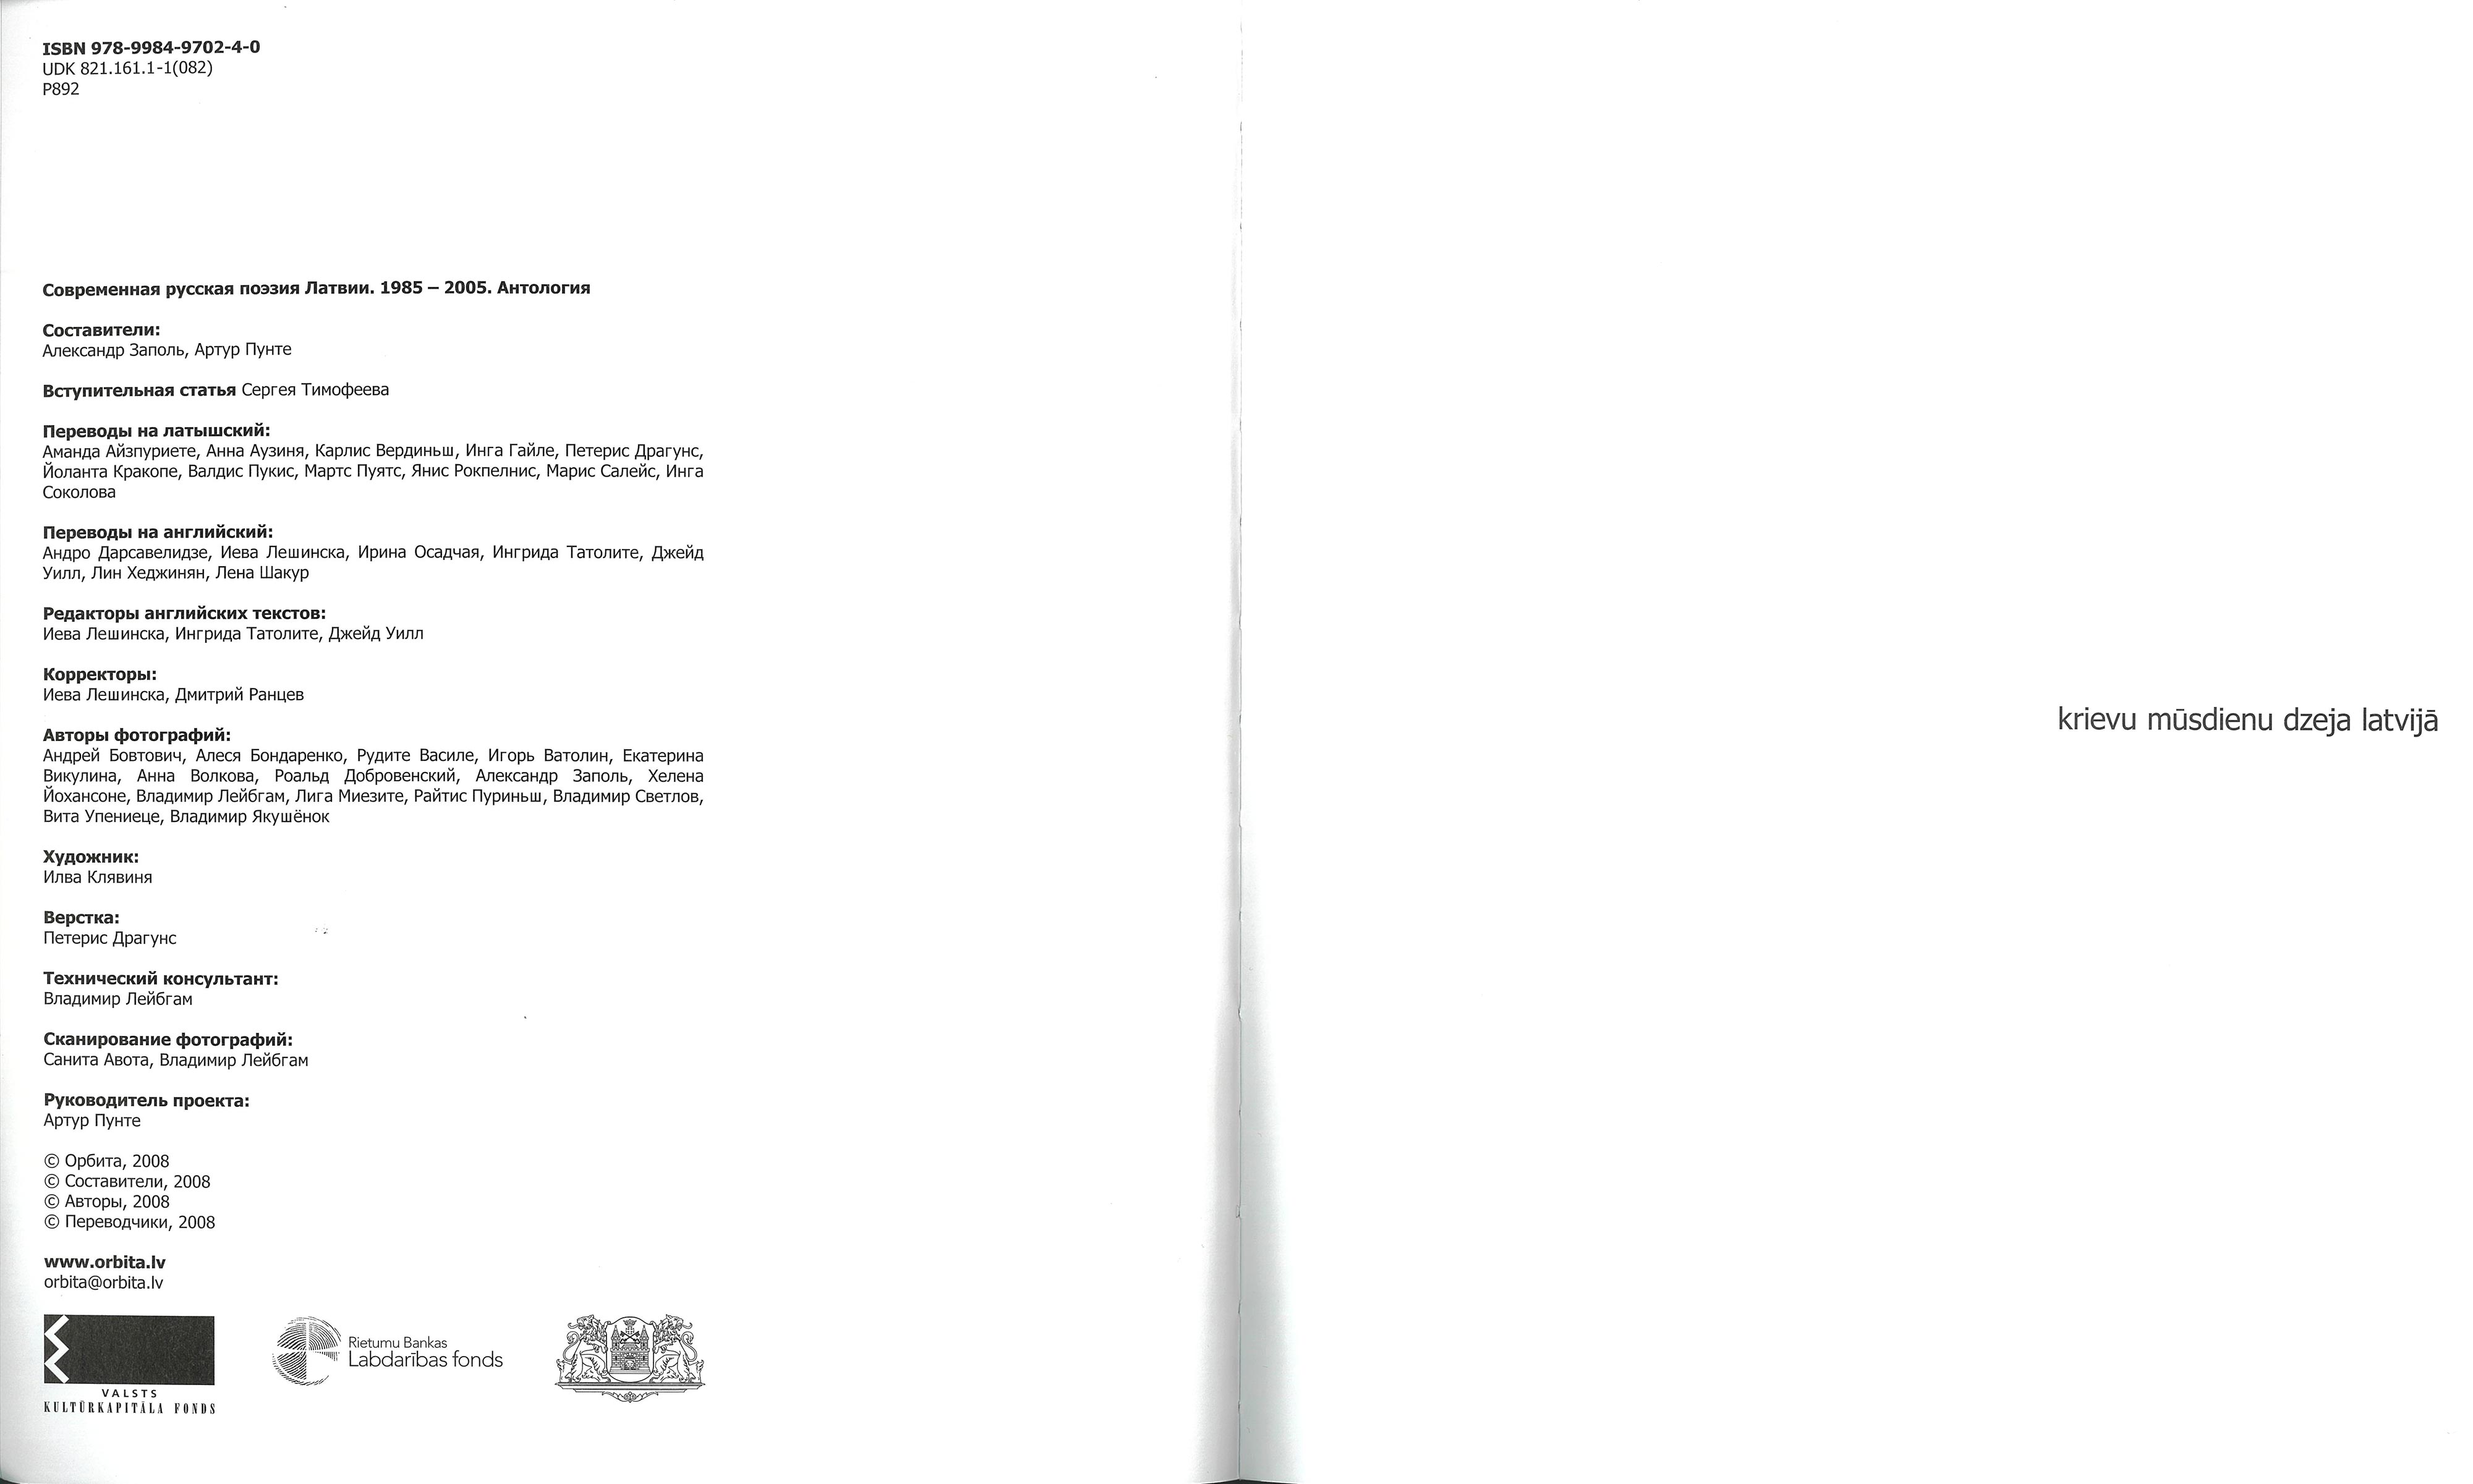 ISBN 978-9984-9702-4-0
UDK 821.161.1-1(082)
P892
Современная русская поэзия Латвии. 1985 – 2005. Антология
Составители:
Александр Заполь, Артур Пунте
Вступительная статья Сергея Тимофеева
Переводы на латышский:
Аманда Айзпуриете, Анна Аузиня, Карлис Вердиньш, Инга Гайле, Петерис Драгунс,
Йоланта Кракопе, Валдис Пукис, Мартс Пуятс, Янис Рокпелнис, Марис Салейс, Инга
Соколова
Переводы на английский:
Андро Дарсавелидзе, Иева Лешинска, Ирина Осадчая, Ингрида Татолите, Джейд
Уилл, Лин Хеджинян, Лена Шакур
Редакторы английских текстов:
Иева Лешинска, Ингрида Татолите, Джейд Уилл
Корректоры:
Иева Лешинска, Дмитрий Ранцев
Авторы фотографий:
Андрей Бовтович, Алеся Бондаренко, Рудите Василе, Игорь Ватолин, Екатерина
Викулина, Анна Волкова, Роальд Добровенский, Александр Заполь, Хелена
Йохансоне, Владимир Лейбгам, Лига Миезите, Райтис Пуриньш, Владимир Светлов,
Вита Упениеце, Владимир Якушёнок
Художник:
Илва Клявиня
Верстка:
Петерис Драгунс
Технический консультант:
Владимир Лейбгам
Сканирование фотографий:
Санита Авота, Владимир Лейбгам
Руководитель проекта:
Артур Пунте
© Орбита, 2008
© Составители, 2008
© Авторы, 2008
© Переводчики, 2008
www.orbita.lv
orbita@orbita.lv
VALSTS
KULTŪRKAPITĀLA FONDS
Rietumu Bankas
Labdarības fonds
krievu mūsdienu dzeja latvijā